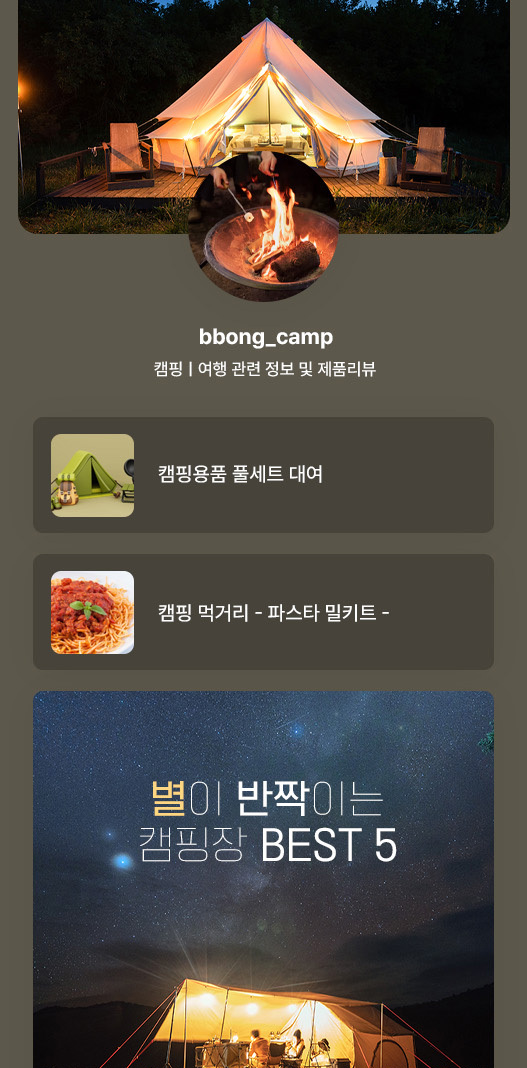 bbong_camp
캠핑 | 여행 관련 정보 및 제품리뷰
캠핑용품 풀세트 대여
캠핑 먹거리 - 파스타 밀키트 -
별이 반짝이는
캠핑장 BEST 5